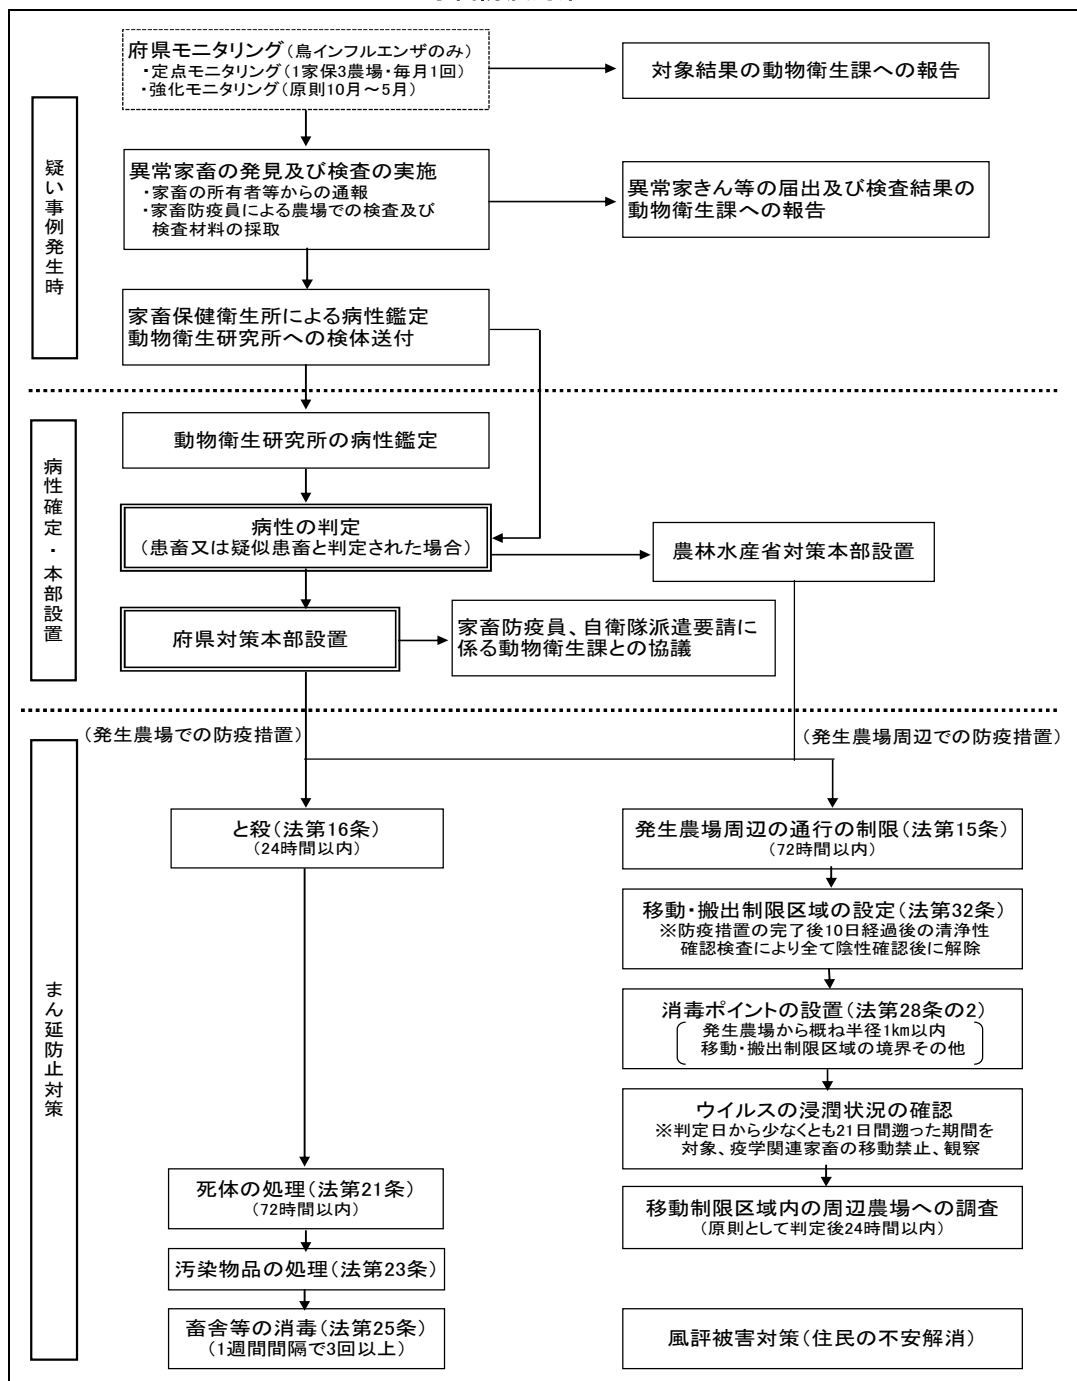 府県モニタリング(鳥インフルエンザのみ)
・定点モニタリング(1家保3農場・毎月1回)
・強化モニタリング(原則10月～5月)
対象結果の動物衛生課への報告
疑い事例発生時
異常家畜の発見及び検査の実施
・家畜の所有者等からの通報
・家畜防疫員による農場での検査及び
検査材料の採取
異常家きん等の届出及び検査結果の
動物衛生課への報告
家畜保健衛生所による病性鑑定
動物衛生研究所への検体送付
病性確定・本部設置
動物衛生研究所の病性鑑定
病性の判定
(患畜又は疑似患畜と判定された場合)
農林水産省対策本部設置
府県対策本部設置
家畜防疫員、自衛隊派遣要請に
係る動物衛生課との協議
まん延防止対策
(発生農場での防疫措置)
(発生農場周辺での防疫措置)
と殺(法第16条)
(24時間以内)
発生農場周辺の通行の制限(法第15条)
(72時間以内)
移動・搬出制限区域の設定(法第32条)
※防疫措置の完了後10日経過後の清浄性
確認検査により全て陰性確認後に解除
消毒ポイントの設置(法第28条の2)
発生農場から概ね半径1km以内
移動・搬出制限区域の境界その他
ウイルスの浸潤状況の確認
※判定日から少なくとも21日間遡った期間を
対象、疫学関連家畜の移動禁止、観察
死体の処理(法第21条)
(72時間以内)
移動制限区域内の周辺農場への調査
(原則として判定後24時間以内)
汚染物品の処理(法第23条)
畜舎等の消毒(法第25条)
(1週間間隔で3回以上)
風評被害対策(住民の不安解消)